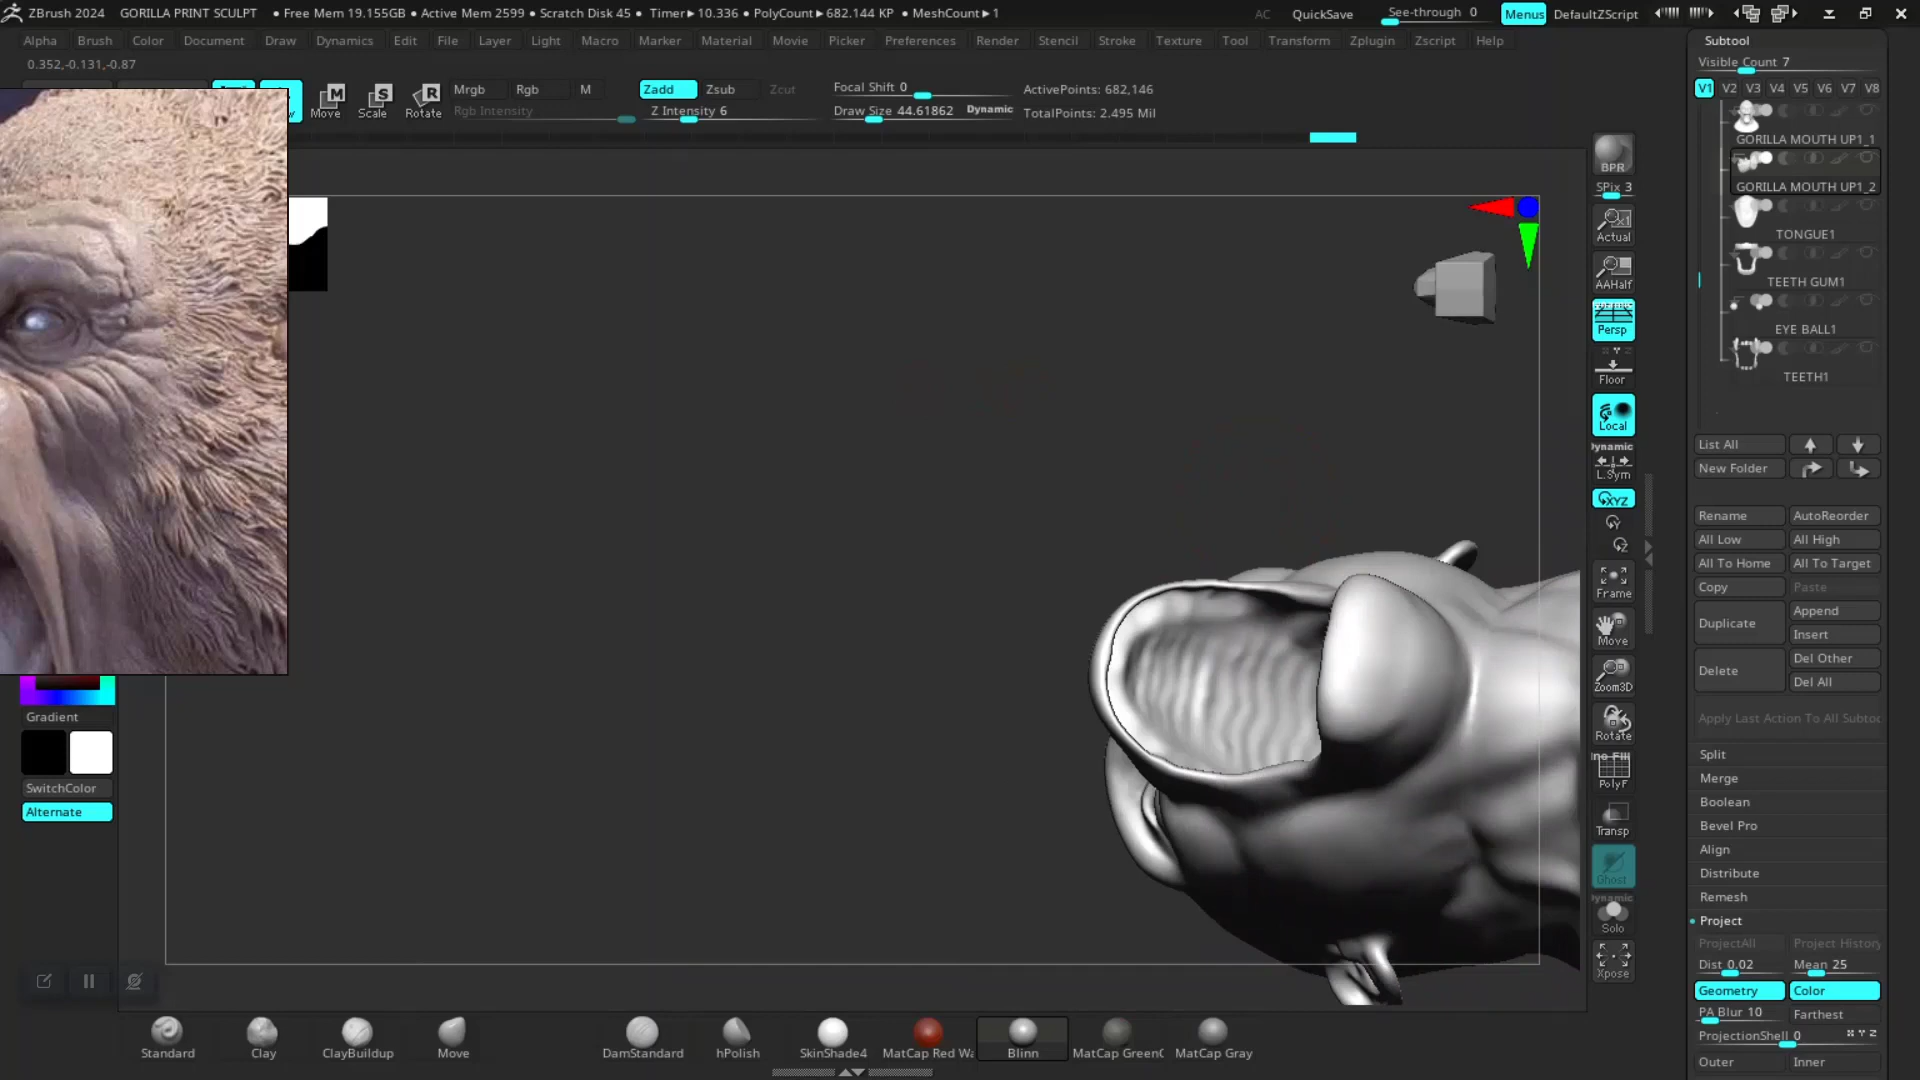 ZBrush 2024 GORILLA PRINT SCULPT • Free Mem 19.155GB • Active Mem 2599 • Scratch Disk 45 • Timer▸10.336 • PolyCount▸682.144 KP • MeshCount▸1 AC QuickSave See-through 0 Menus DefaultZScript
Alpha Brush Color Document Draw Dynamics Edit File Layer Light Macro Marker Material Movie Picker Preferences Render Stencil Stroke Texture Tool Transform Zplugin Zscript Help
0.352,-0.131,-0.87
Move Scale Rotate
Mrgb Rgb M
Rgb Intensity
Zadd Zsub Zcut
Z Intensity 6
Focal Shift 0
Draw Size 44.61862 Dynamic
ActivePoints: 682,146
TotalPoints: 2.495 Mil
Gradient
SwitchColor
Alternate
BPR
SPix 3
Actual
AAHalf
Persp
Floor
Local
Dynamic
L.Sym
XYZ
Y
Z
Frame
Move
Zoom3D
Rotate
PolyF
Transp
Ghost
Dynamic
Solo
Xpose
Subtool
Visible Count 7
V1 V2 V3 V4 V5 V6 V7 V8
GORILLA MOUTH UP1_1
GORILLA MOUTH UP1_2
TONGUE1
TEETH GUM1
EYE BALL1
TEETH1
List All
New Folder
Rename AutoReorder
All Low All High
All To Home All To Target
Copy Paste
Duplicate Append
Insert
Delete Del Other
Del All
Apply Last Action To All Subtoc
Split
Merge
Boolean
Bevel Pro
Align
Distribute
Remesh
Project
ProjectAll Project History
Dist 0.02 Mean 25
Geometry Color
PA Blur 10 Farthest
ProjectionShell 0 X Y Z
Outer Inner
Standard Clay ClayBuildup Move DamStandard hPolish SkinShade4 MatCap Red Wa Blinn MatCap GreenC MatCap Gray